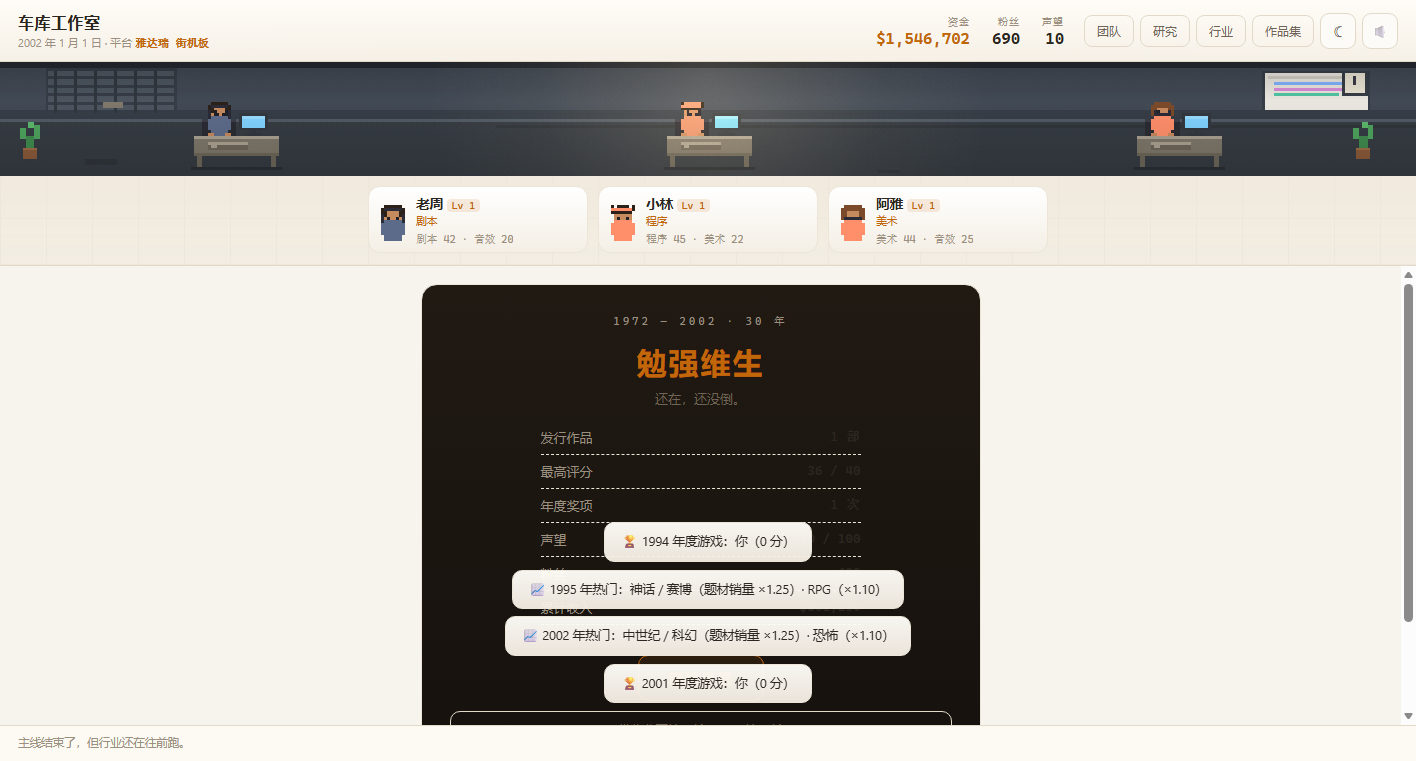 车库工作室
2002 年 1 月 1 日 · 平台 雅达瑞 街机板
资金
$1,546,702
粉丝
690
声望
10
团队
研究
行业
作品集
老周 Lv 1
剧本
剧本 42 · 音效 20
小林 Lv 1
程序
程序 45 · 美术 22
阿雅 Lv 1
美术
美术 44 · 音效 25
1972 — 2002 · 30 年
勉强维生
还在，还没倒。
发行作品 1 部
最高评分 36 / 40
年度奖项 1 次
声望 / 100
1994 年度游戏：你（0 分）
1995 年热门：神话 / 赛博（题材销量 ×1.25）· RPG（×1.10）
累计收入
2002 年热门：中世纪 / 科幻（题材销量 ×1.25）· 恐怖（×1.10）
2001 年度游戏：你（0 分）
主线结束了，但行业还在往前跑。